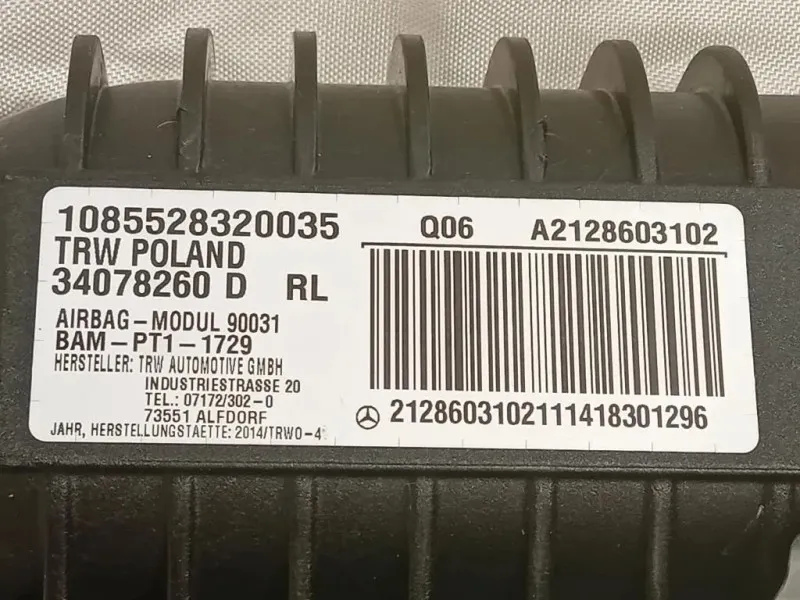 1085528320035
TRW POLAND
34078260 D RL
AIRBAG-MODUL 90031
BAM-PT1-1729
HERSTELLER: TRW AUTOMOTIVE GMBH
INDUSTRIESTRASSE 20
TEL.: 07172/302-0
73551 ALFDORF
JAHR, HERSTELLUNGSTAETTE: 2014/TRWO-4
Q06 A2128603102
2128603102111418301296